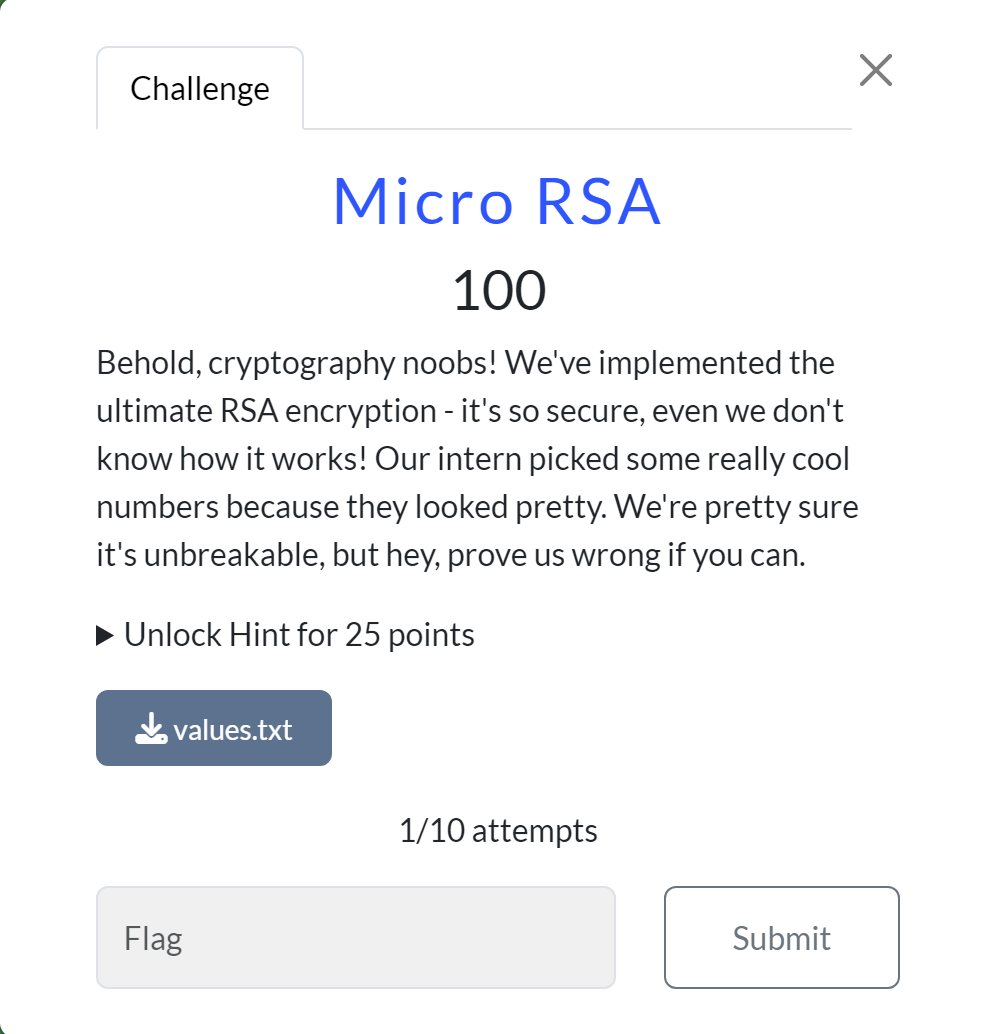 Challenge
Micro RSA
100
Behold, cryptography noobs! We've implemented the
ultimate RSA encryption - it's so secure, even we don't
know how it works! Our intern picked some really cool
numbers because they looked pretty. We're pretty sure
it's unbreakable, but hey, prove us wrong if you can.
Unlock Hint for 25 points
values.txt
1/10 attempts
Flag
Submit